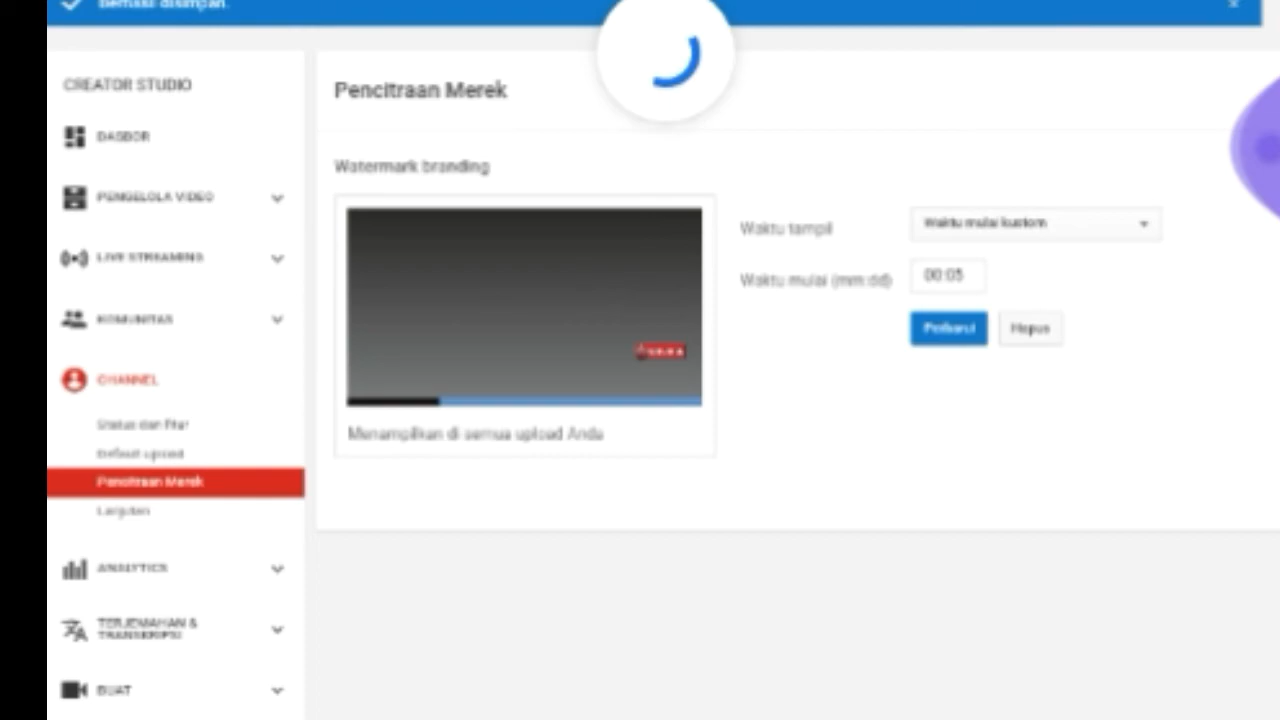 Berhasil disimpan.
CREATOR STUDIO
Pencitraan Merek
DASBOR
Watermark branding
PENGELOLA VIDEO
Waktu tampil
Waktu mulai kustom
LIVE STREAMING
Waktu mulai (mm:dd)
00:05
KOMUNITAS
Perbarui
Hapus
CHANNEL
Status dan fitur
Default upload
Menampilkan di semua upload Anda
Pencitraan Merek
Lanjutan
ANALYTICS
TERJEMAHAN &
TRANSKRIPSI
BUAT